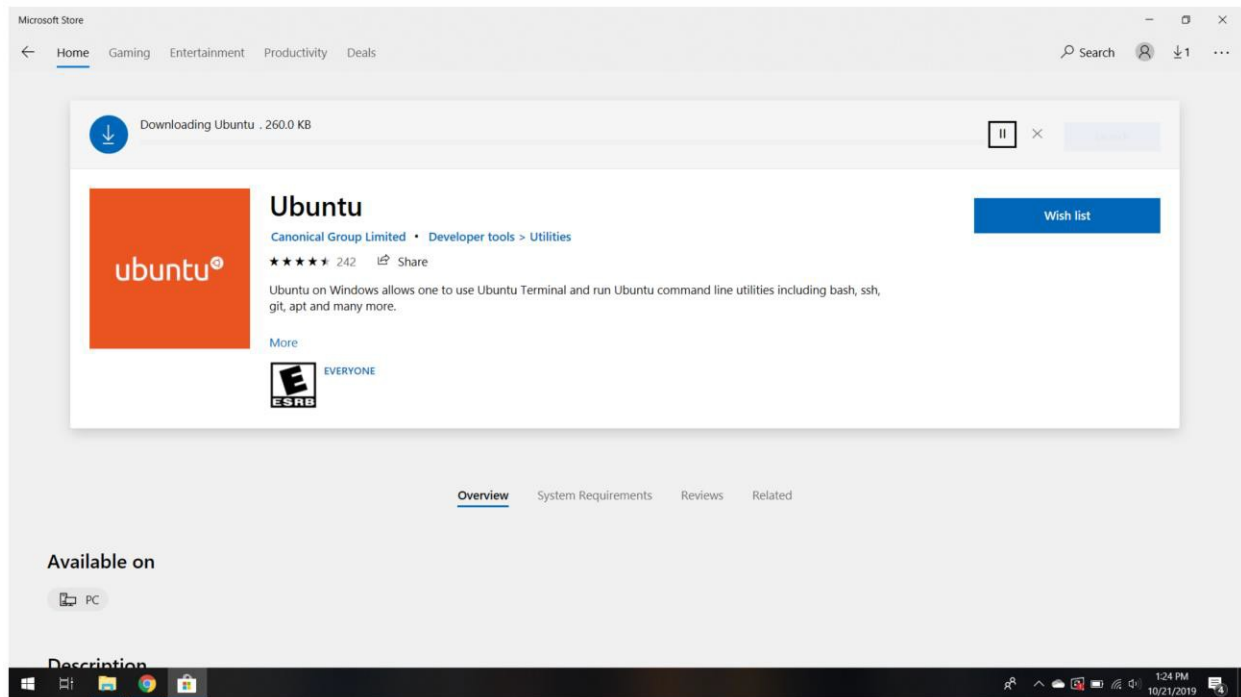 Microsoft Store
Home Gaming Entertainment Productivity Deals Search 1
Downloading Ubuntu . 260.0 KB
Ubuntu
Wish list
Canonical Group Limited • Developer tools > Utilities
ubuntu
242 Share
Ubuntu on Windows allows one to use Ubuntu Terminal and run Ubuntu command line utilities including bash, ssh,
git, apt and many more.
More
E
EVERYONE
ESRB
Overview System Requirements Reviews Related
Available on
PC
Description
1:24 PM
10/21/2019
4